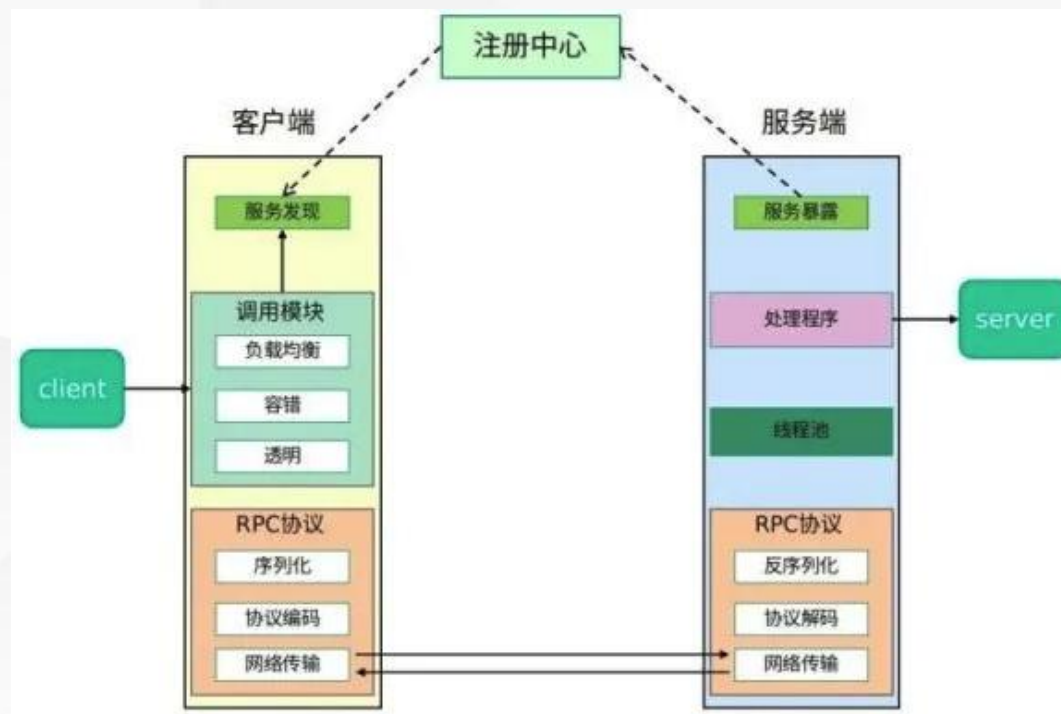 注册中心
客户端
服务端
服务发现
服务暴露
调用模块
负载均衡
容错
透明
处理程序
client
server
线程池
RPC协议
序列化
协议编码
网络传输
RPC协议
反序列化
协议解码
网络传输